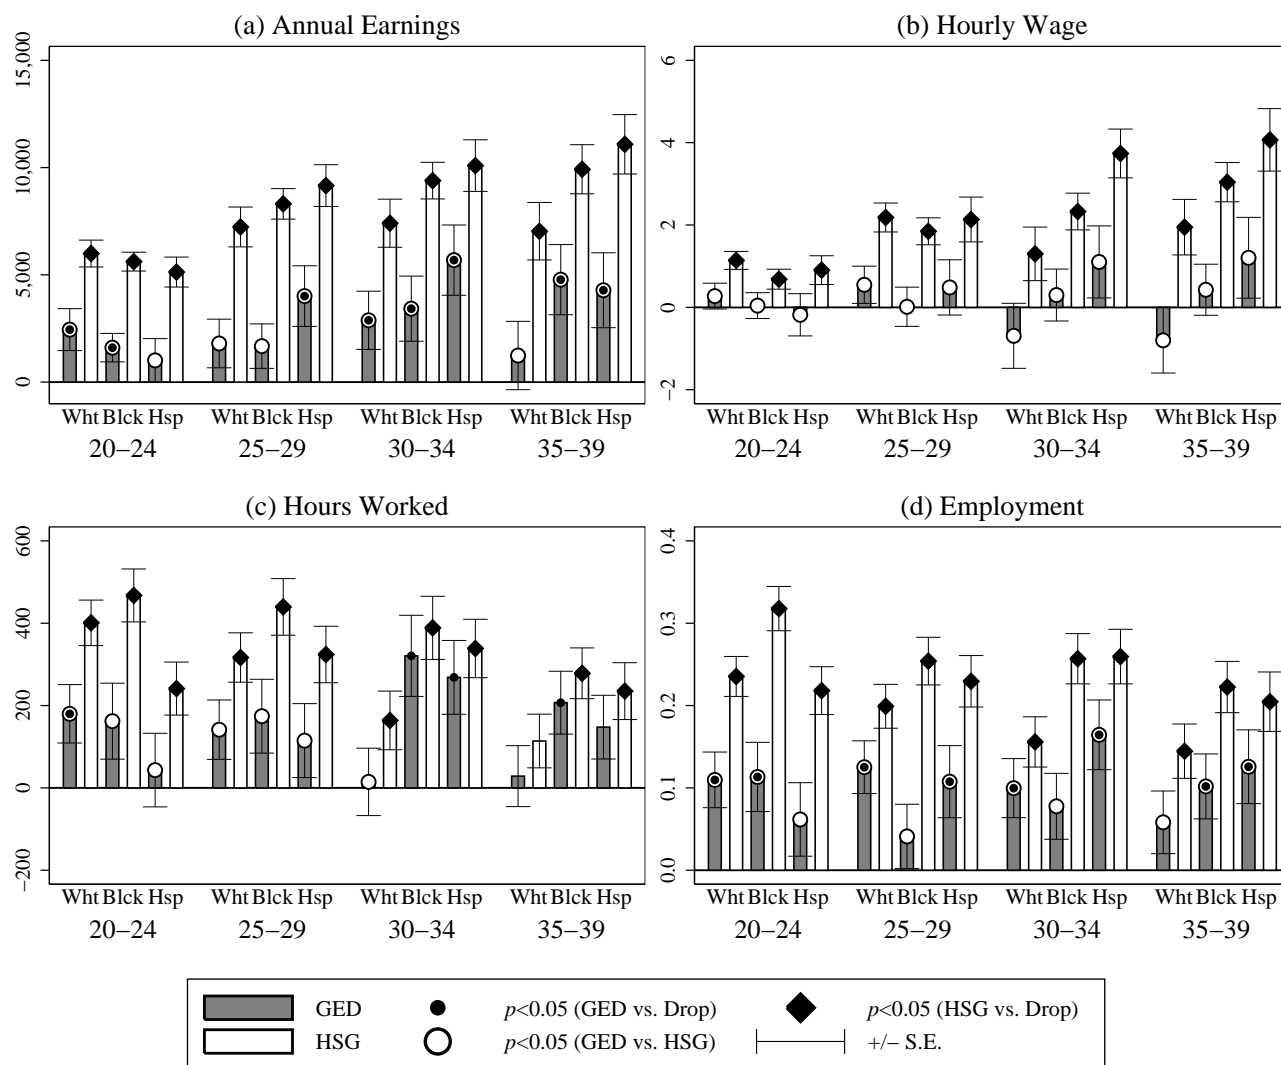 (a) Annual Earnings
15,000
10,000
5,000
0
Wht Blck Hsp Wht Blck Hsp Wht Blck Hsp Wht Blck Hsp
20–24 25–29 30–34 35–39
(b) Hourly Wage
6
4
2
0
−2
Wht Blck Hsp Wht Blck Hsp Wht Blck Hsp Wht Blck Hsp
20–24 25–29 30–34 35–39
(c) Hours Worked
600
400
200
0
−200
Wht Blck Hsp Wht Blck Hsp Wht Blck Hsp Wht Blck Hsp
20–24 25–29 30–34 35–39
(d) Employment
0.4
0.3
0.2
0.1
0.0
Wht Blck Hsp Wht Blck Hsp Wht Blck Hsp Wht Blck Hsp
20–24 25–29 30–34 35–39
GED p<0.05 (GED vs. Drop) p<0.05 (HSG vs. Drop)
HSG p<0.05 (GED vs. HSG) +/− S.E.